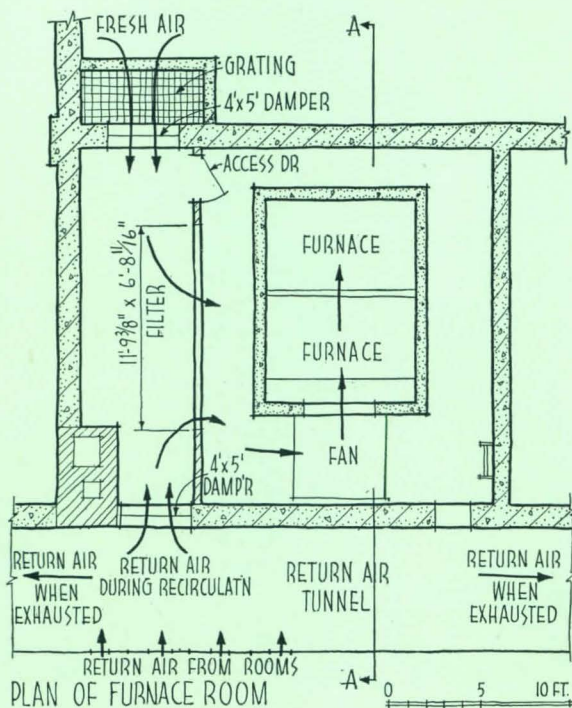 FRESH AIR
A
GRATING
4'x5' DAMPER
ACCESS DR
FURNACE
11'-9⅜" x 6'-8 11/16"
FILTER
FURNACE
4'x5'
DAMP'R
FAN
RETURN AIR
WHEN
EXHAUSTED
RETURN AIR
DURING RECIRCULAT'N
RETURN AIR
TUNNEL
RETURN AIR
WHEN
EXHAUSTED
RETURN AIR FROM ROOMS
A
PLAN OF FURNACE ROOM
0 5 10 FT.